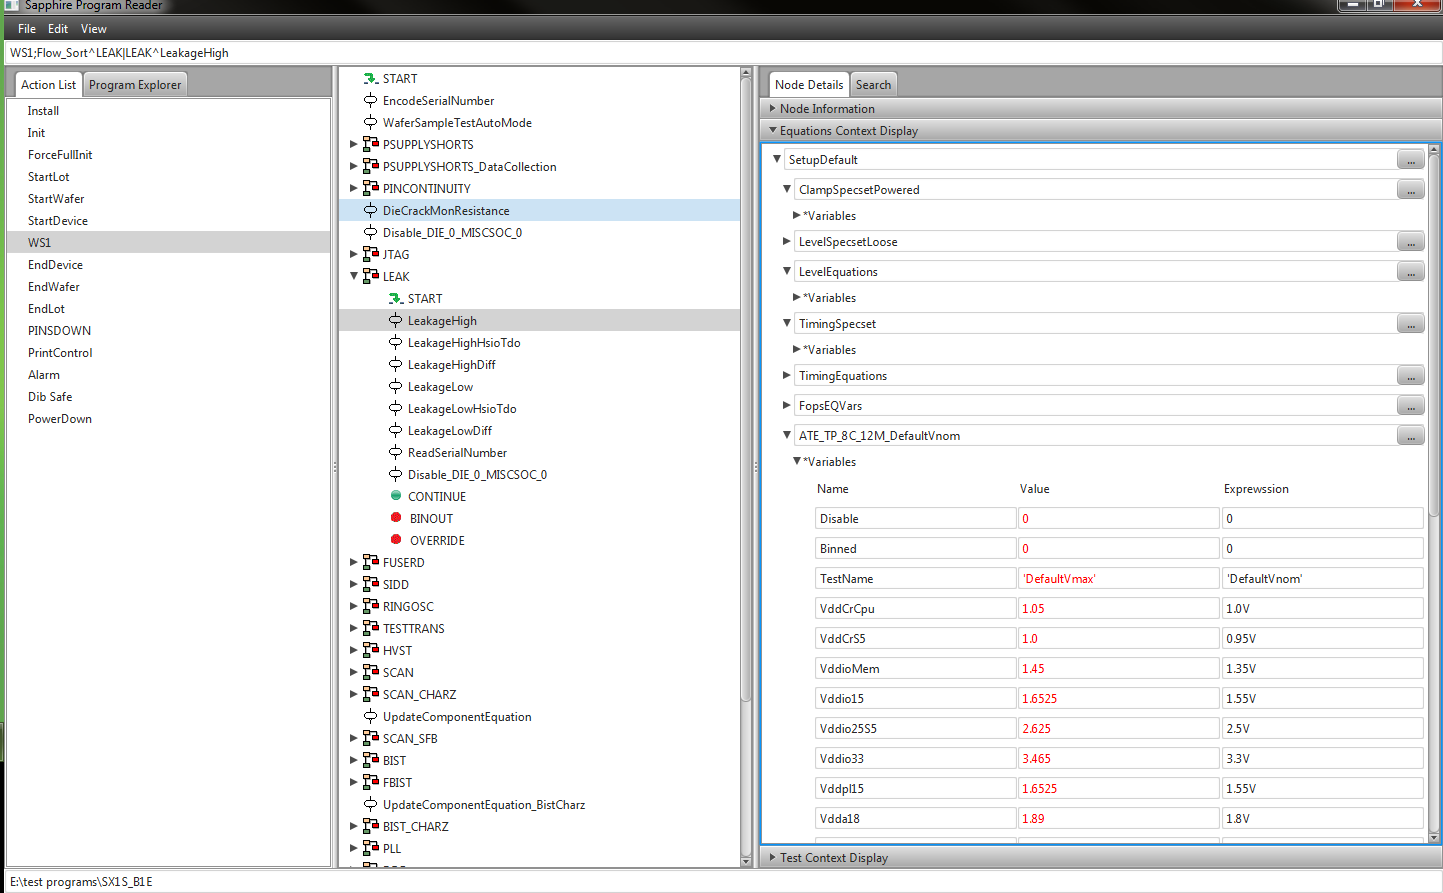 Sapphire Program Reader
File Edit View
WS1;Flow_Sort^LEAK|LEAK^LeakageHigh
Action List Program Explorer
Install
Init
ForceFullInit
StartLot
StartWafer
StartDevice
WS1
EndDevice
EndWafer
EndLot
PINSDOWN
PrintControl
Alarm
Dib Safe
PowerDown
START
EncodeSerialNumber
WaferSampleTestAutoMode
PSUPPLYSHORTS
PSUPPLYSHORTS_DataCollection
PINCONTINUITY
DieCrackMonResistance
Disable_DIE_0_MISCSOC_0
JTAG
LEAK
START
LeakageHigh
LeakageHighHsioTdo
LeakageHighDiff
LeakageLow
LeakageLowHsioTdo
LeakageLowDiff
ReadSerialNumber
Disable_DIE_0_MISCSOC_0
CONTINUE
BINOUT
OVERRIDE
FUSERD
SIDD
RINGOSC
TESTTRANS
HVST
SCAN
SCAN_CHARZ
UpdateComponentEquation
SCAN_SFB
BIST
FBIST
UpdateComponentEquation_BistCharz
BIST_CHARZ
PLL
Node Details Search
Node Information
Equations Context Display
SetupDefault ...
ClampSpecsetPowered ...
*Variables
LevelSpecsetLoose ...
LevelEquations ...
*Variables
TimingSpecset ...
*Variables
TimingEquations ...
FopsEQVars ...
ATE_TP_8C_12M_DefaultVnom ...
*Variables
Name Value Exprewssion
Disable 0 0
Binned 0 0
TestName 'DefaultVmax' 'DefaultVnom'
VddCrCpu 1.05 1.0V
VddCrS5 1.0 0.95V
VddioMem 1.45 1.35V
Vddio15 1.6525 1.55V
Vddio25S5 2.625 2.5V
Vddio33 3.465 3.3V
Vddpl15 1.6525 1.55V
Vdda18 1.89 1.8V
Test Context Display
E:\test programs\SX1S_B1E